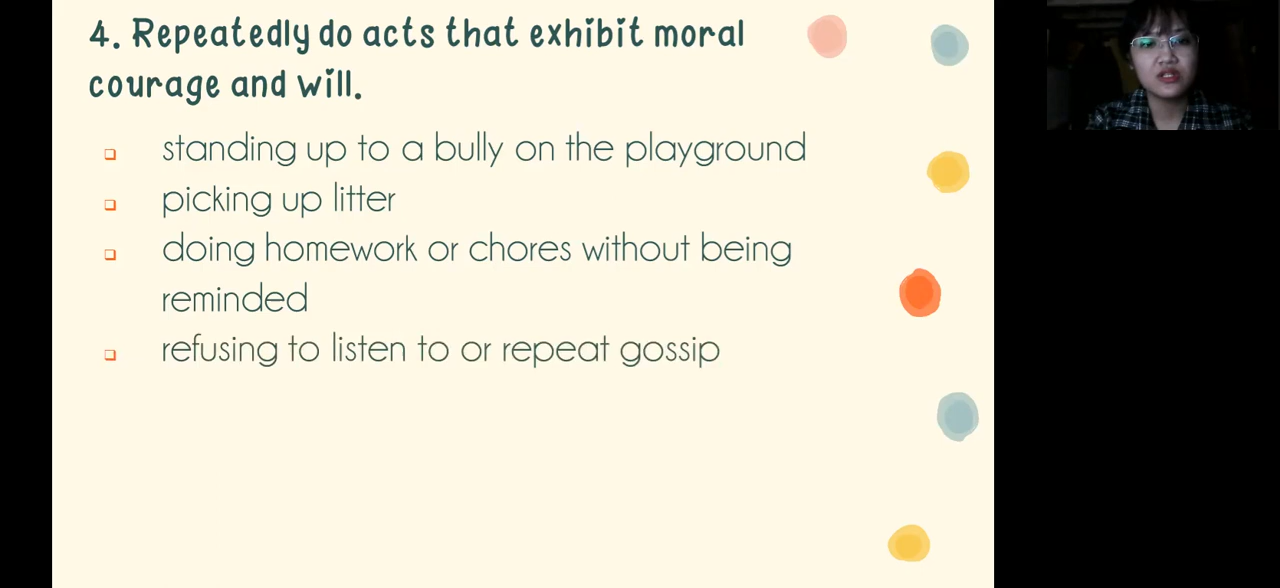 4. Repeatedly do acts that exhibit moral
courage and will.
standing up to a bully on the playground
picking up litter
doing homework or chores without being
reminded
refusing to listen to or repeat gossip